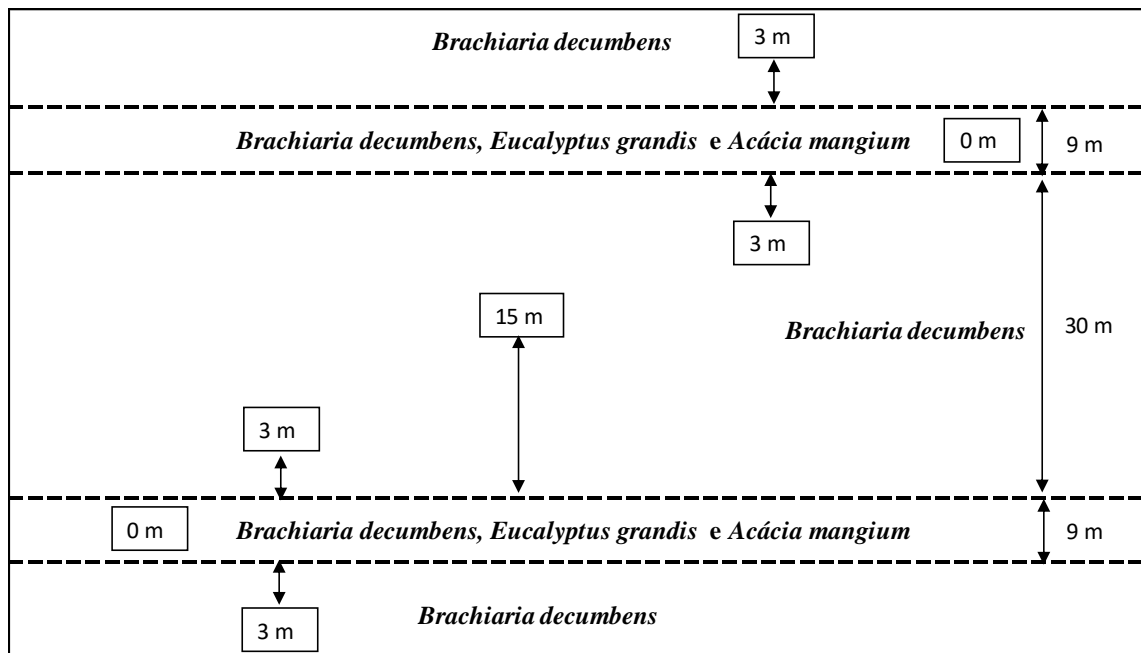 Brachiaria decumbens
3 m
Brachiaria decumbens, Eucalyptus grandis e Acácia mangium
0 m
9 m
3 m
15 m
Brachiaria decumbens
30 m
3 m
0 m
Brachiaria decumbens, Eucalyptus grandis e Acácia mangium
9 m
Brachiaria decumbens
3 m